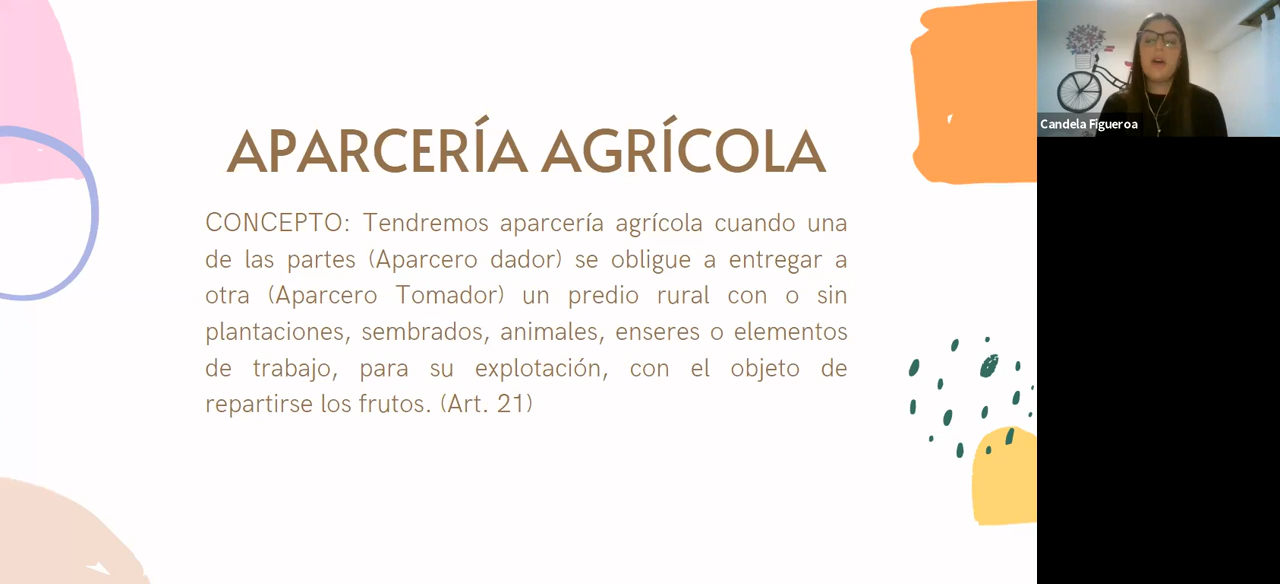 APARCERÍA AGRÍCOLA
CONCEPTO: Tendremos aparcería agrícola cuando una
de las partes (Aparcero dador) se obligue a entregar a
otra (Aparcero Tomador) un predio rural con o sin
plantaciones, sembrados, animales, enseres o elementos
de trabajo, para su explotación, con el objeto de
repartirse los frutos. (Art. 21)
Candela Figueroa